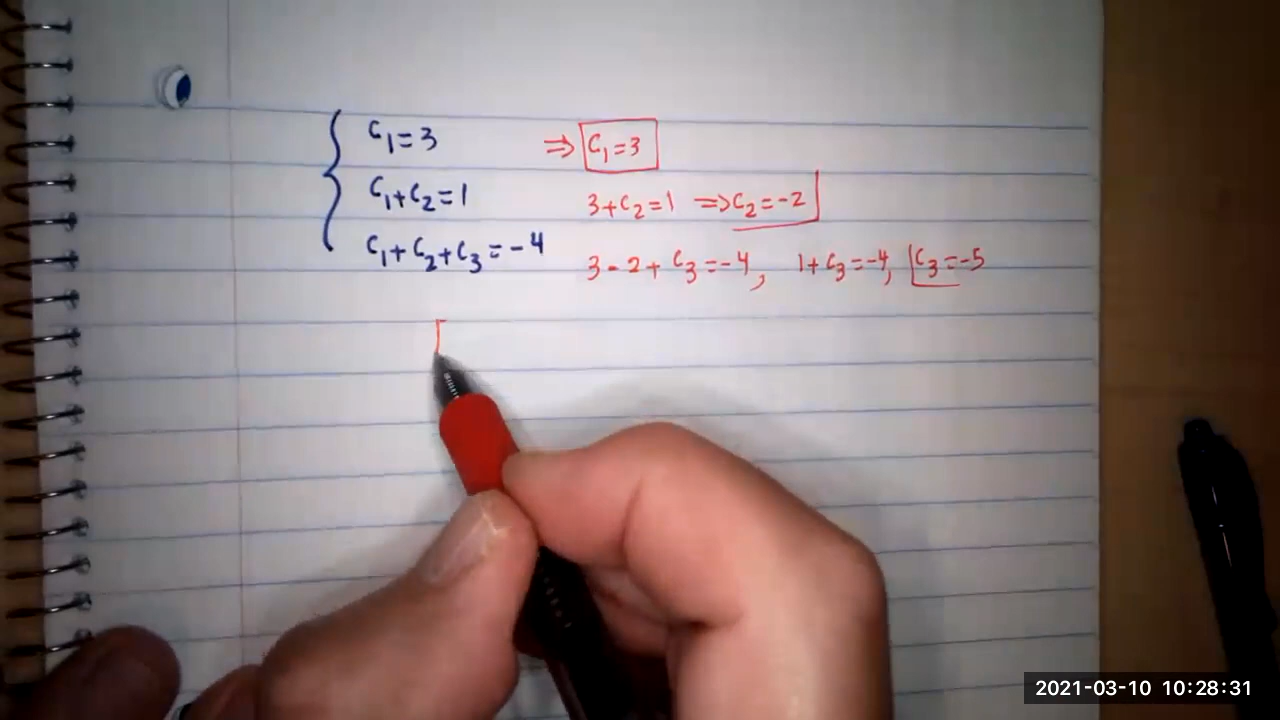 C₁=3 ⇒ C₁=3
C₁+C₂=1 3+C₂=1 ⇒ C₂=-2
C₁+C₂+C₃=-4 3-2+C₃=-4, 1+C₃=-4, C₃=-5
2021-03-10 10:28:31